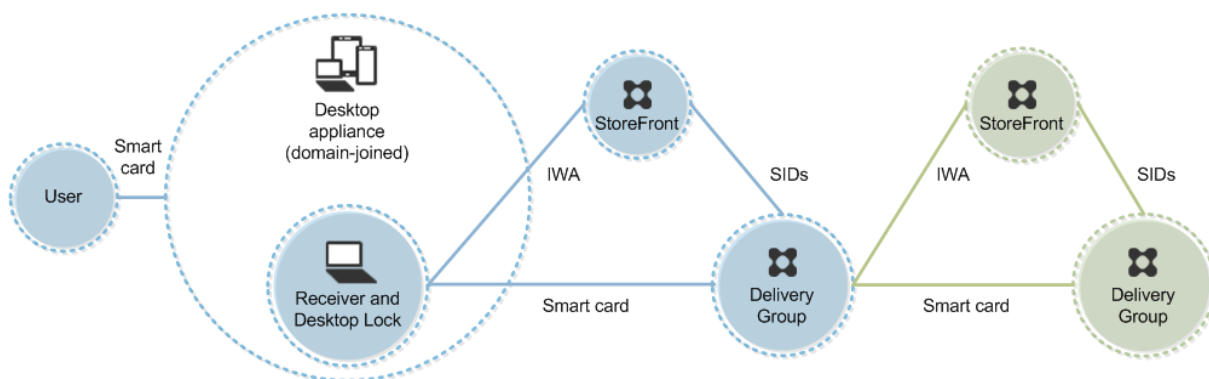 User
Smart
card
Desktop
appliance
(domain-joined)
Receiver and
Desktop Lock
IWA
StoreFront
SIDs
Smart card
Delivery
Group
IWA
StoreFront
SIDs
Smart card
Delivery
Group